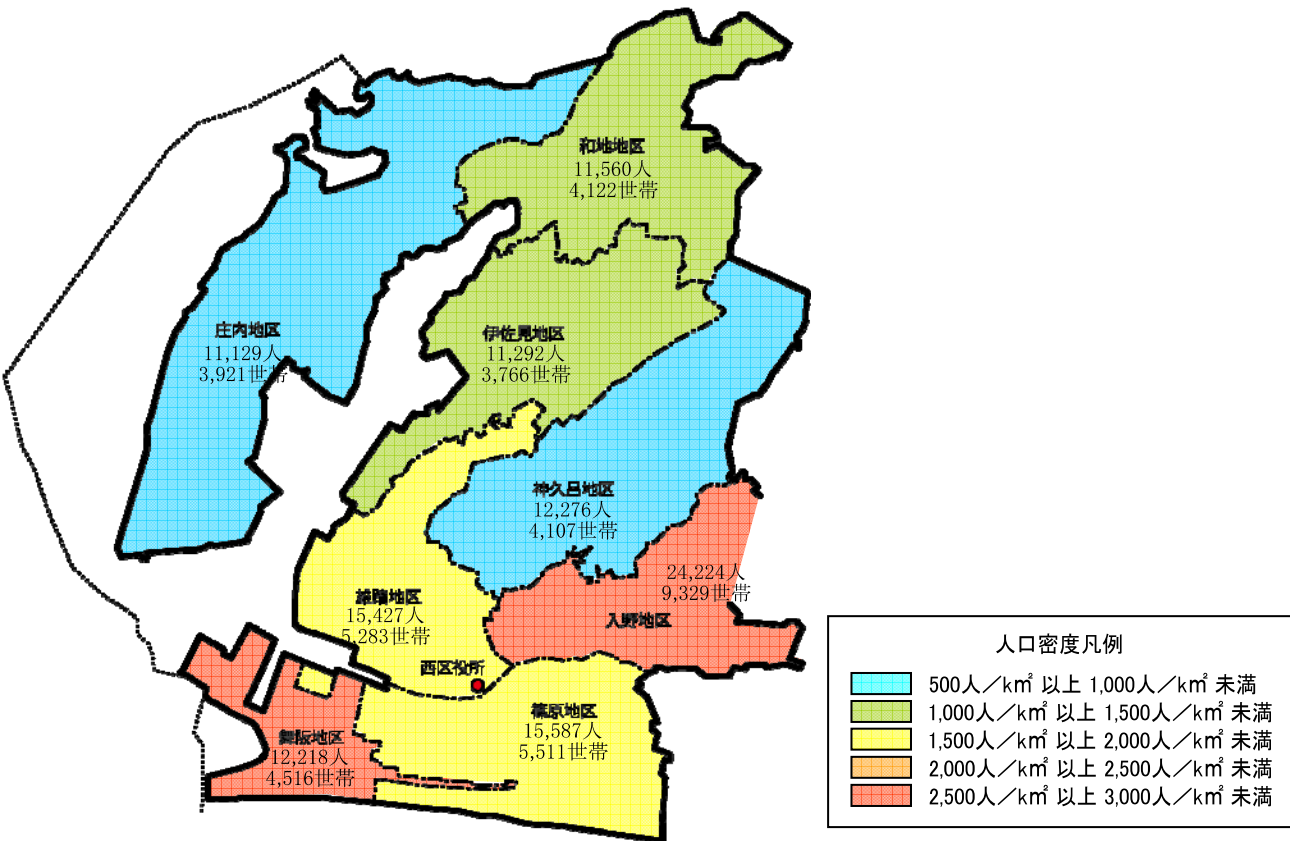 和地地区
11,560人
4,122世帯
庄内地区
11,129人
3,921世帯
伊佐見地区
11,292人
3,766世帯
神久呂地区
12,276人
4,107世帯
24,224人
9,329世帯
入野地区
雄踏地区
15,427人
5,283世帯
西区役所
篠原地区
15,587人
5,511世帯
舞阪地区
12,218人
4,516世帯
人口密度凡例
500人／k㎡ 以上 1,000人／k㎡ 未満
1,000人／k㎡ 以上 1,500人／k㎡ 未満
1,500人／k㎡ 以上 2,000人／k㎡ 未満
2,000人／k㎡ 以上 2,500人／k㎡ 未満
2,500人／k㎡ 以上 3,000人／k㎡ 未満